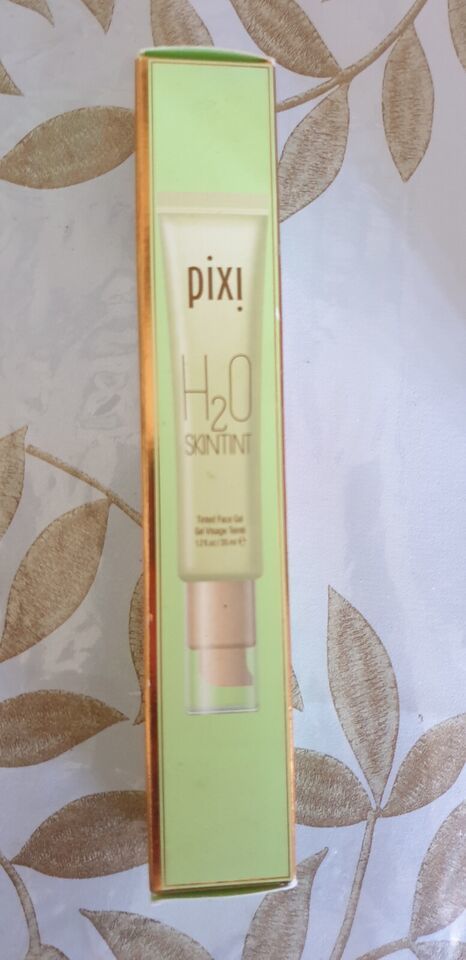 pixi
H2O
SKINTINT
Tinted Face Gel
Gel Visage Teinté
1.2 fl oz / 35 ml e